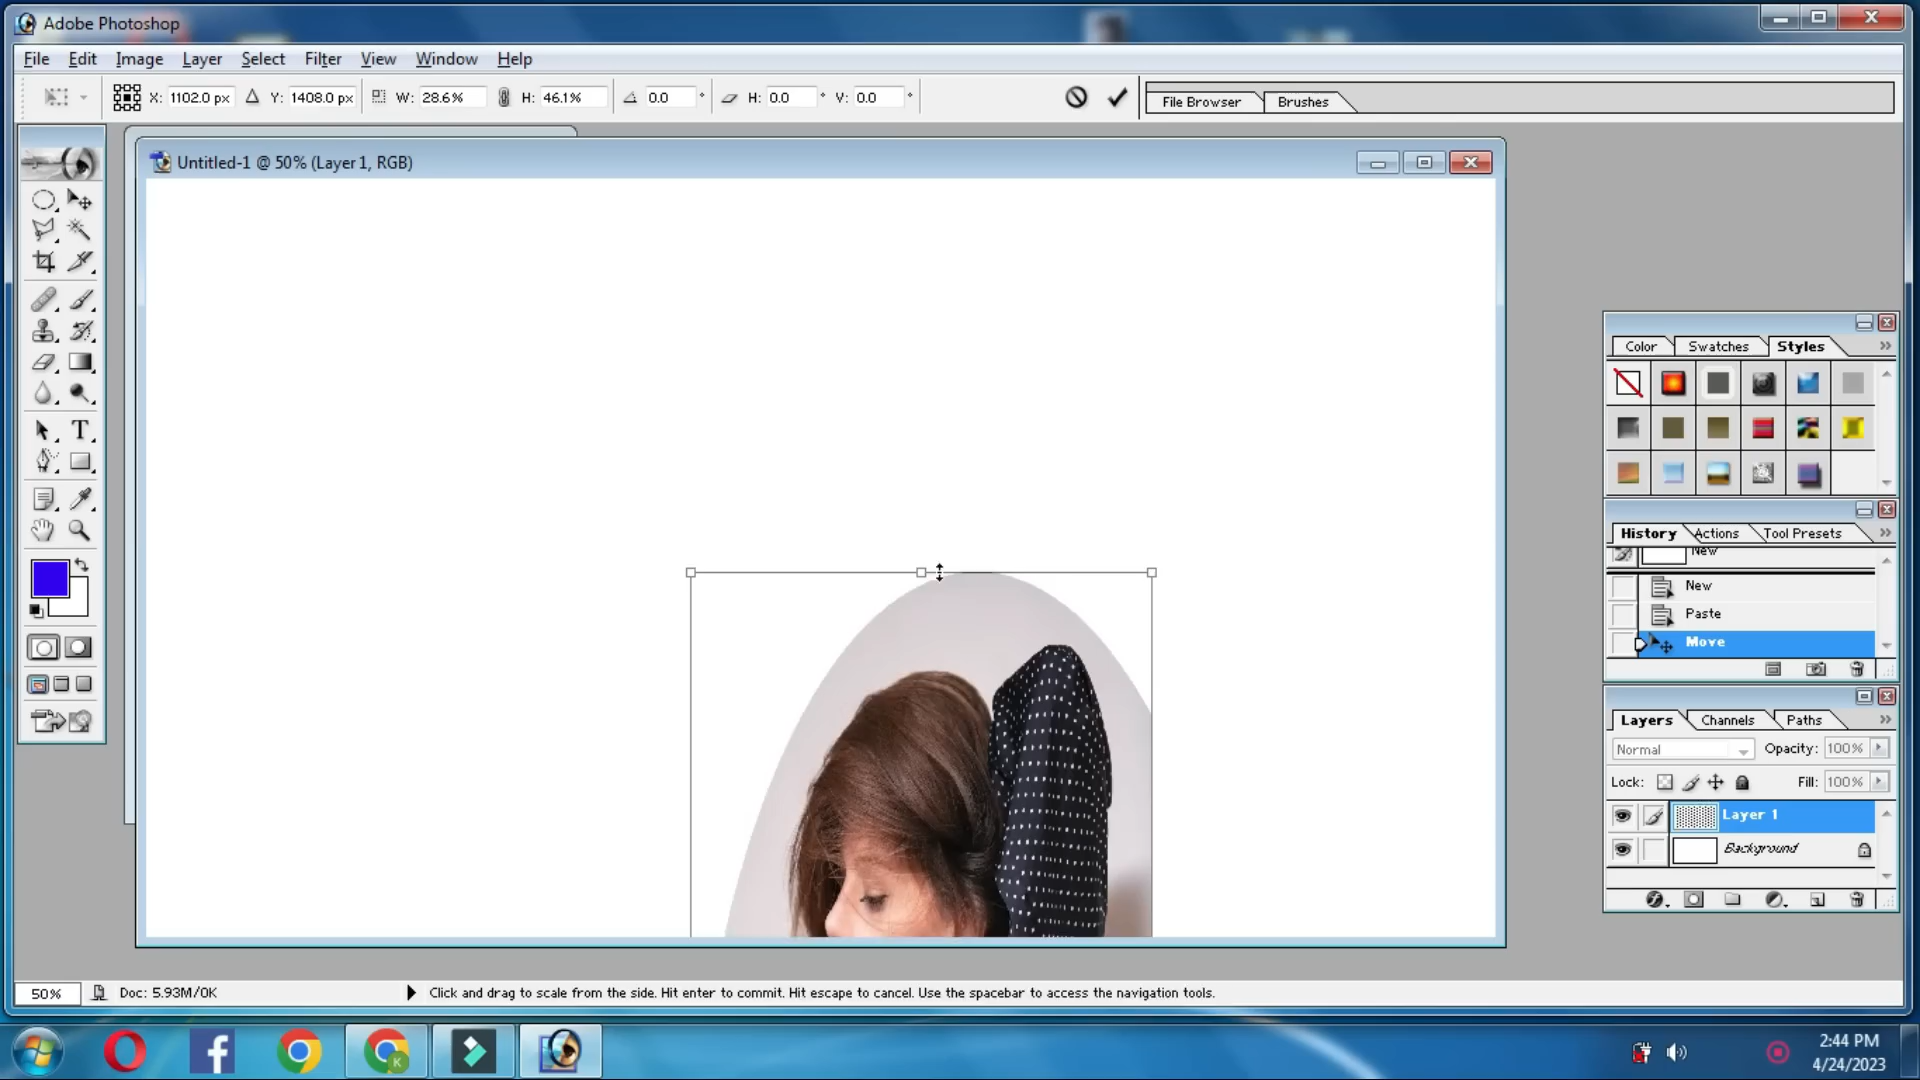 Adobe Photoshop
File Edit Image Layer Select Filter View Window Help
X: 1102.0 px Y: 1408.0 px W: 28.6% H: 46.1% 0.0 ° H: 0.0 ° V: 0.0 ° File Browser Brushes
Untitled-1 @ 50% (Layer 1, RGB)
Color Swatches Styles
History Actions Tool Presets
New
New
Paste
Move
Layers Channels Paths
Normal Opacity: 100%
Lock: Fill: 100%
Layer 1
Background
50% Doc: 5.93M/0K Click and drag to scale from the side. Hit enter to commit. Hit escape to cancel. Use the spacebar to access the navigation tools.
2:44 PM
4/24/2023